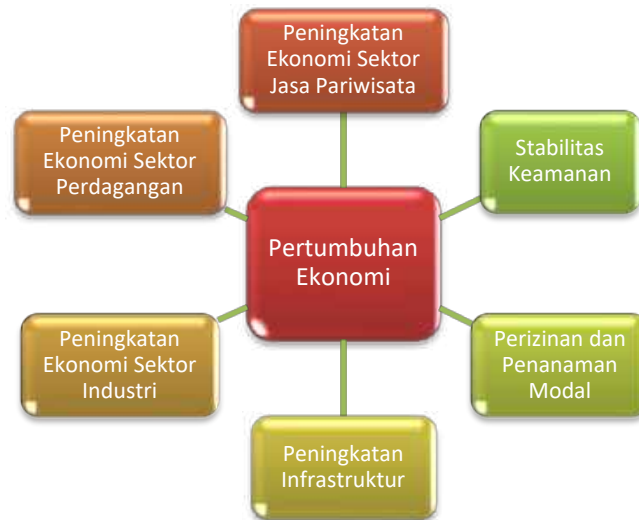 Peningkatan
Ekonomi Sektor
Jasa Pariwisata
Peningkatan
Ekonomi Sektor
Perdagangan
Stabilitas
Keamanan
Pertumbuhan
Ekonomi
Peningkatan
Ekonomi Sektor
Industri
Perizinan dan
Penanaman
Modal
Peningkatan
Infrastruktur